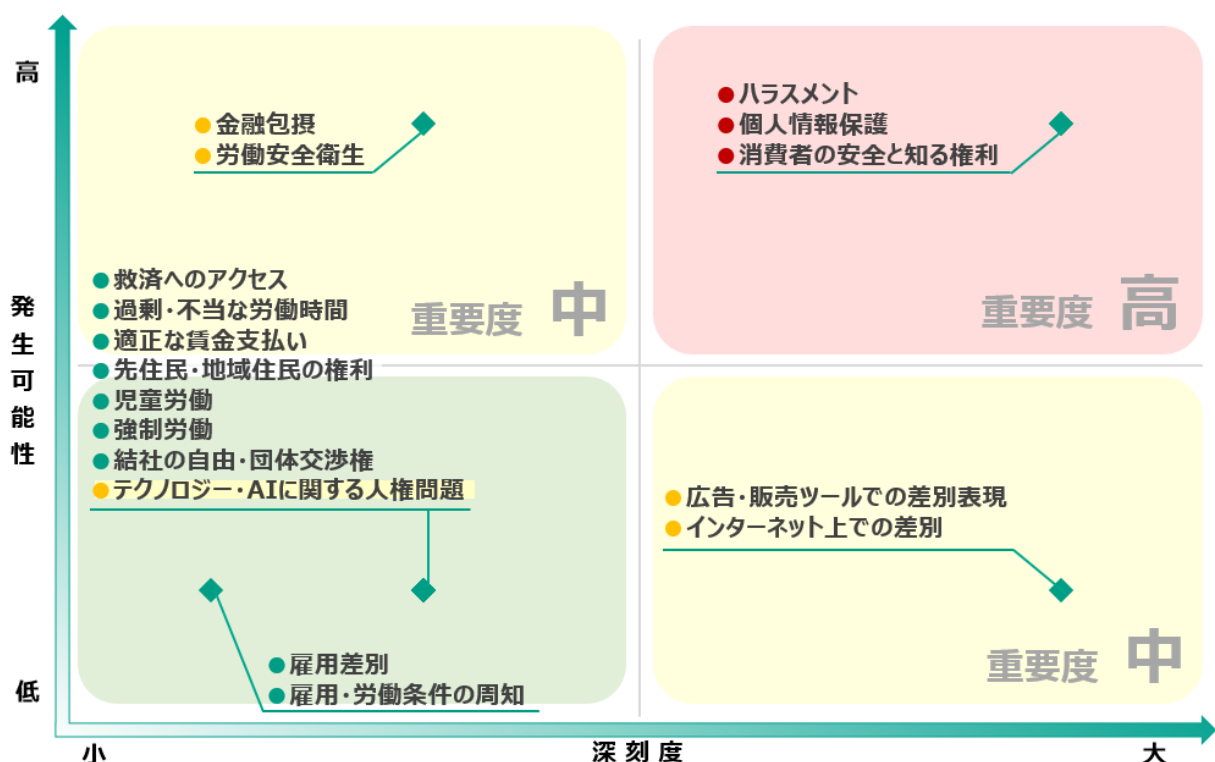 高
金融包摂
労働安全衛生
ハラスメント
個人情報保護
消費者の安全と知る権利
発生可能性
救済へのアクセス
過剰・不当な労働時間
適正な賃金支払い
先住民・地域住民の権利
児童労働
強制労働
結社の自由・団体交渉権
テクノロジー・AIに関する人権問題
重要度 中
重要度 高
広告・販売ツールでの差別表現
インターネット上での差別
雇用差別
雇用・労働条件の周知
重要度 中
低
小
深刻度
大